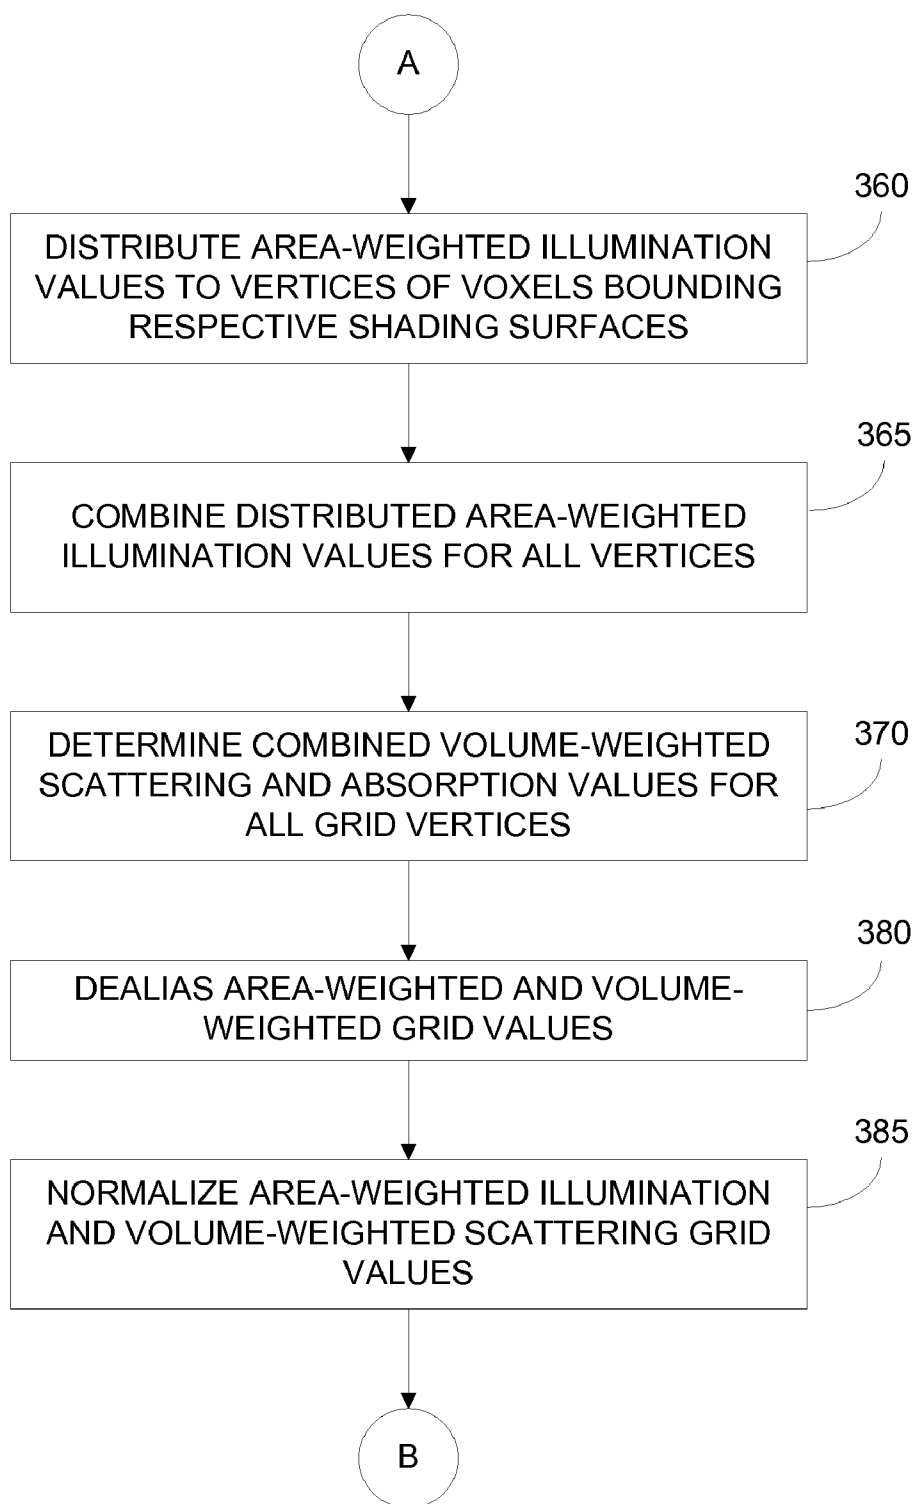 A
360
DISTRIBUTE AREA-WEIGHTED ILLUMINATION
VALUES TO VERTICES OF VOXELS BOUNDING
RESPECTIVE SHADING SURFACES
365
COMBINE DISTRIBUTED AREA-WEIGHTED
ILLUMINATION VALUES FOR ALL VERTICES
370
DETERMINE COMBINED VOLUME-WEIGHTED
SCATTERING AND ABSORPTION VALUES FOR
ALL GRID VERTICES
380
DEALIAS AREA-WEIGHTED AND VOLUME-
WEIGHTED GRID VALUES
385
NORMALIZE AREA-WEIGHTED ILLUMINATION
AND VOLUME-WEIGHTED SCATTERING GRID
VALUES
B